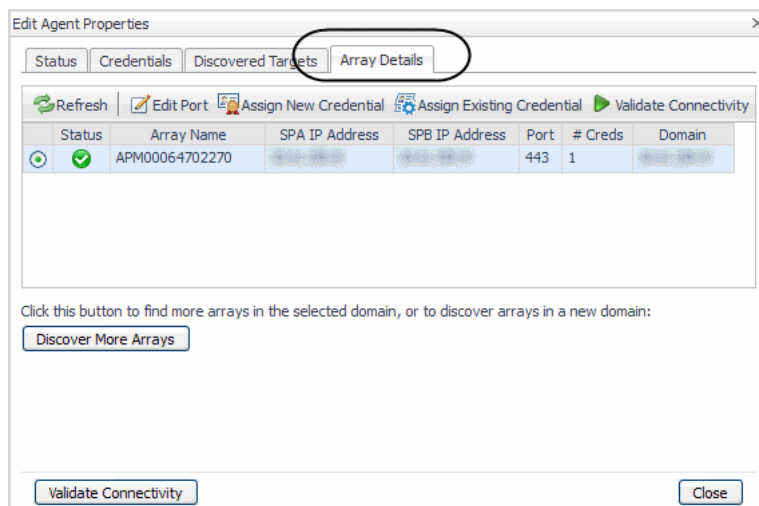 Edit Agent Properties
Status Credentials Discovered Targets Array Details
Refresh Edit Port Assign New Credential Assign Existing Credential Validate Connectivity
Status Array Name SPA IP Address SPB IP Address Port # Creds Domain
APM00064702270 443 1
Click this button to find more arrays in the selected domain, or to discover arrays in a new domain:
Discover More Arrays
Validate Connectivity Close